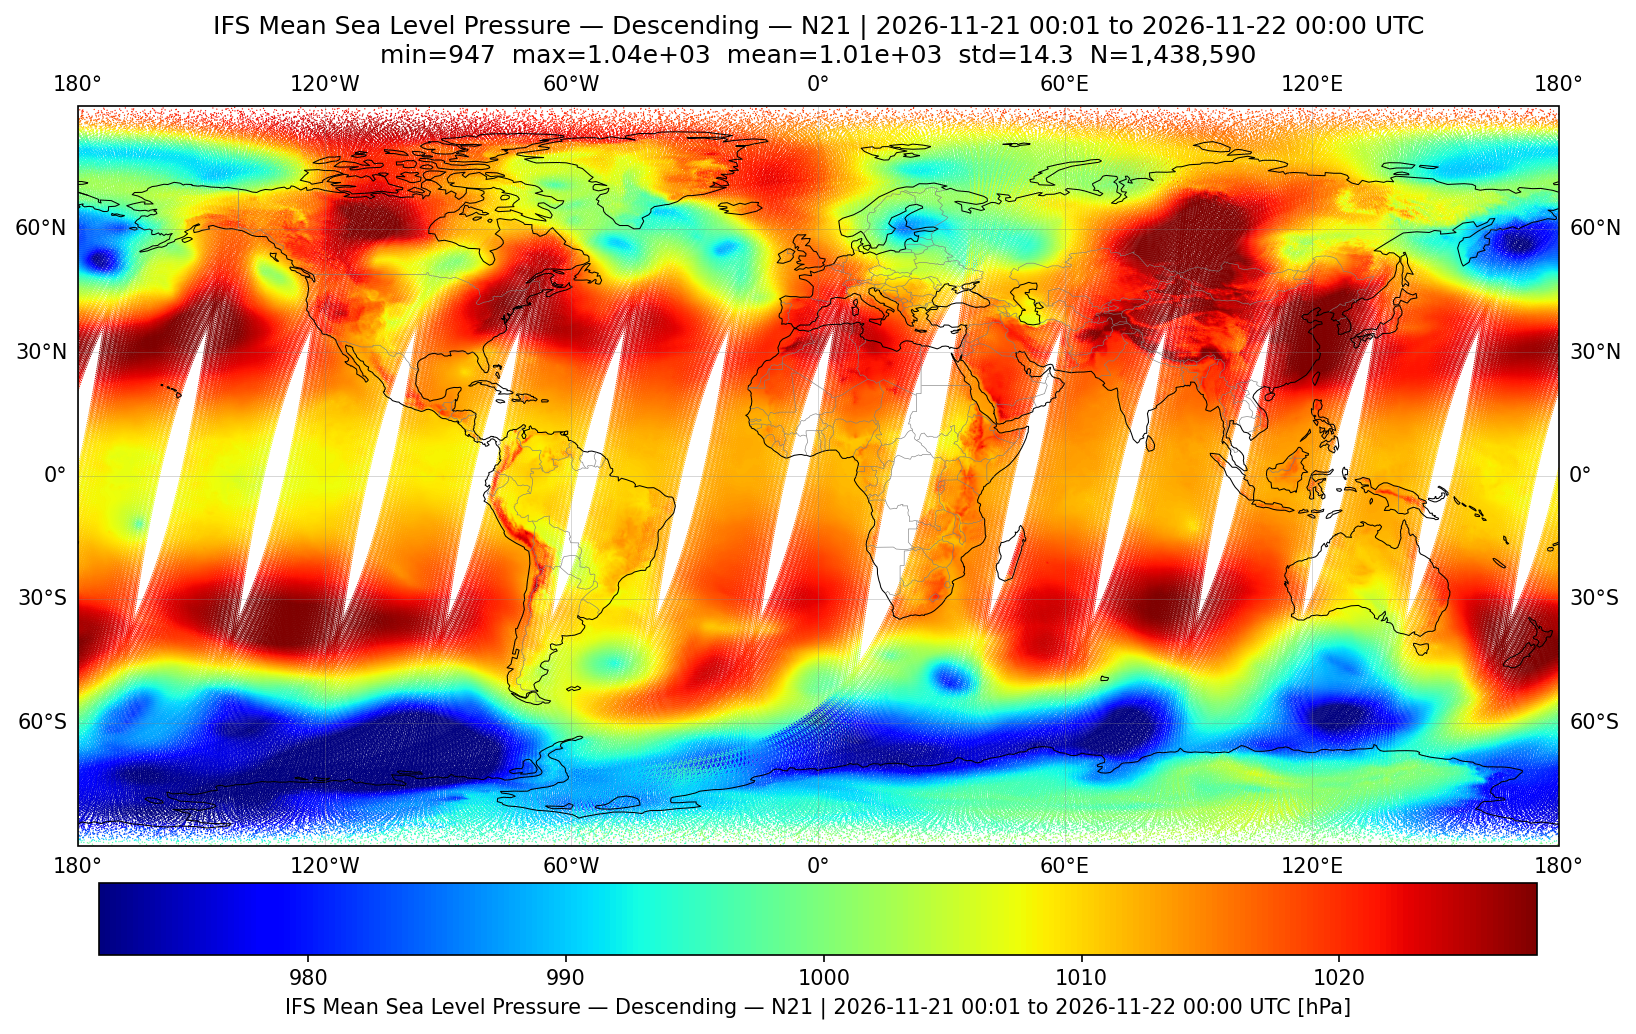 IFS Mean Sea Level Pressure — Descending — N21 | 2026-11-21 00:01 to 2026-11-22 00:00 UTC
min=947  max=1.04e+03  mean=1.01e+03  std=14.3  N=1,438,590
180° 120°W 60°W 0° 60°E 120°E 180°
60°N 60°N
30°N 30°N
0° 0°
30°S 30°S
60°S 60°S
180° 120°W 60°W 0° 60°E 120°E 180°
980 990 1000 1010 1020
IFS Mean Sea Level Pressure — Descending — N21 | 2026-11-21 00:01 to 2026-11-22 00:00 UTC [hPa]